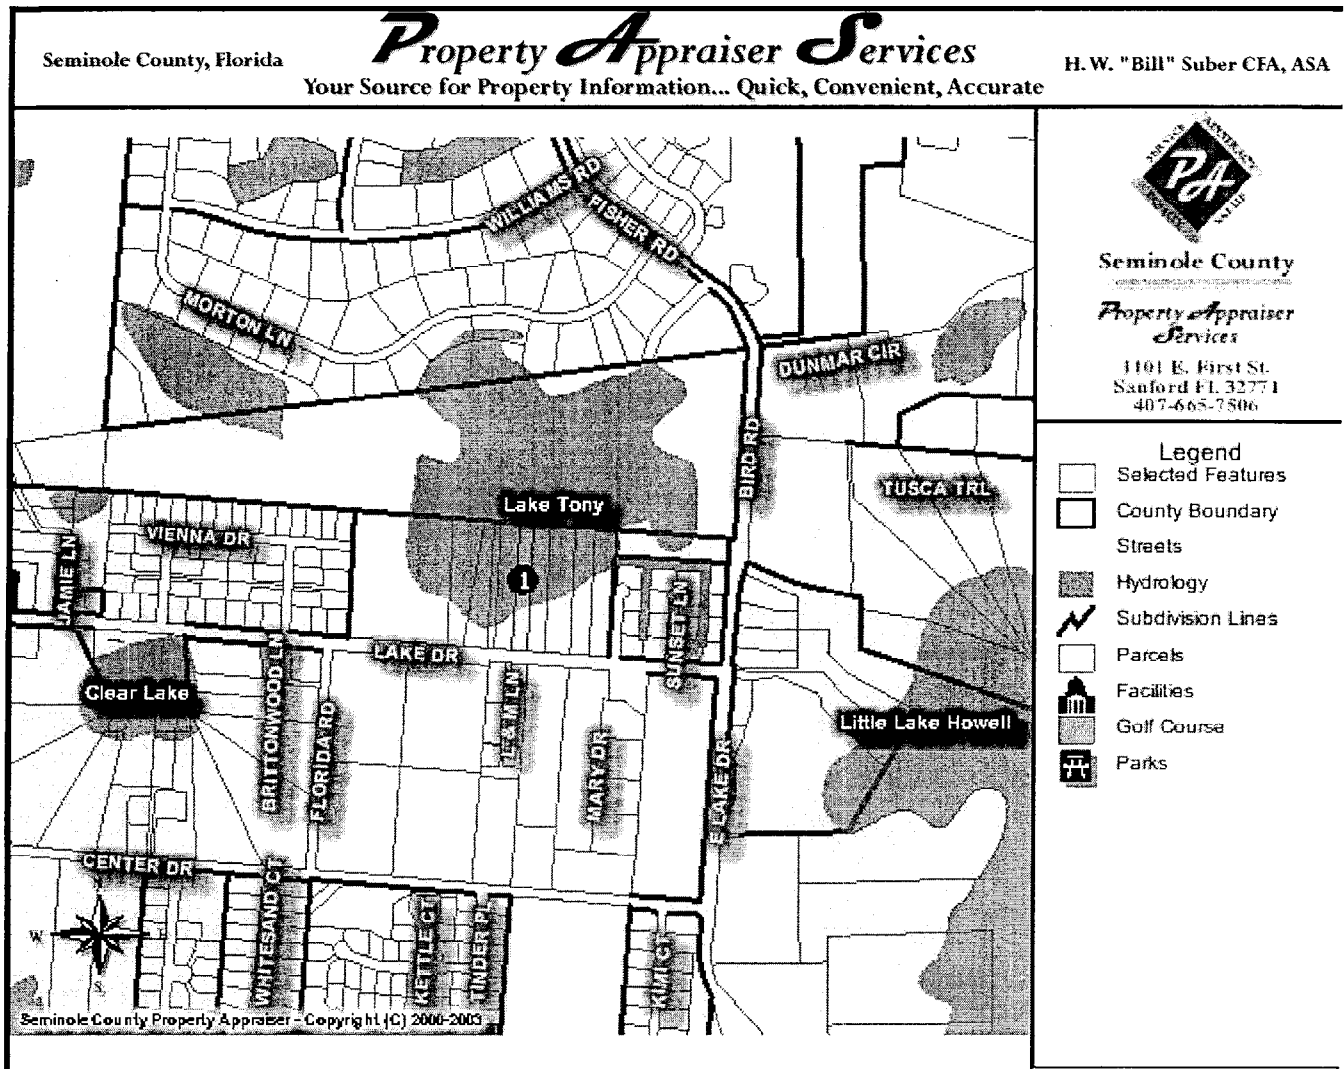 Seminole County, Florida
Property Appraiser Services
H. W. "Bill" Suber CFA, ASA
Your Source for Property Information... Quick, Convenient, Accurate
WILLIAMS RD
FISHER RD
MORTON LN
DUNMAR CIR
BIRD RD
TUSCA TRL
Lake Tony
VIENNA DR
JAMIE LN
1
SUNSET LN
LAKE DR
Clear Lake
BRITTONWOOD LN
FLORIDA RD
L & M LN
MARY DR
E LAKE DR
Little Lake Howell
CENTER DR
WHITESAND CT
KETTLE CT
TINDER PL
KIMI CT
W
S
Seminole County Property Appraiser - Copyright (C) 2000-2003
PA
Seminole County
Property Appraiser
Services
1101 E. First St.
Sanford FL 32771
407-665-7506
Legend
Selected Features
County Boundary
Streets
Hydrology
Subdivision Lines
Parcels
Facilities
Golf Course
Parks